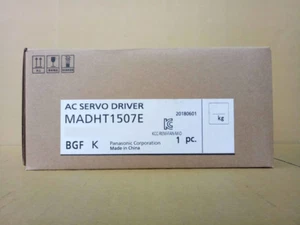 AC SERVO DRIVER
MADHT1507E
20180601
kg
BGF K
Panasonic Corporation
Made in China
1 pc.